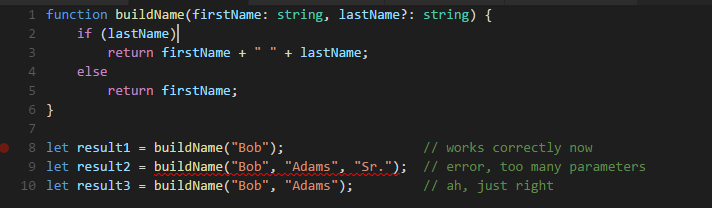 1 function buildName(firstName: string, lastName?: string) {
2     if (lastName)
3         return firstName + " " + lastName;
4     else
5         return firstName;
6 }
7
8 let result1 = buildName("Bob");                  // works correctly now
9 let result2 = buildName("Bob", "Adams", "Sr.");  // error, too many parameters
10 let result3 = buildName("Bob", "Adams");         // ah, just right